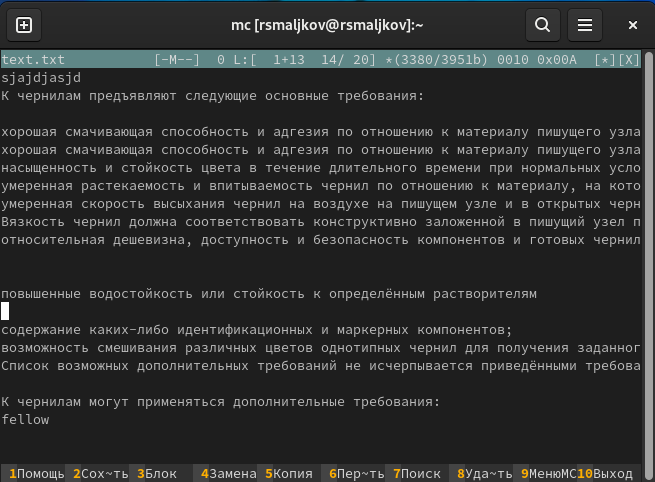 mc [rsmaljkov@rsmaljkov]:~
text.txt [-M--] 0 L:[ 1+13 14/ 20] *(3380/3951b) 0010 0x00A [*][X]
sjajdjasjd
К чернилам предъявляют следующие основные требования:
хорошая смачивающая способность и адгезия по отношению к материалу пишущего узла
хорошая смачивающая способность и адгезия по отношению к материалу пишущего узла
насыщенность и стойкость цвета в течение длительного времени при нормальных усло
умеренная растекаемость и впитываемость чернил по отношению к материалу, на кото
умеренная скорость высыхания чернил на воздухе на пишущем узле и в открытых черн
Вязкость чернил должна соответствовать конструктивно заложенной в пишущий узел п
относительная дешевизна, доступность и безопасность компонентов и готовых чернил
повышенные водостойкость или стойкость к определённым растворителям
содержание каких-либо идентификационных и маркерных компонентов;
возможность смешивания различных цветов однотипных чернил для получения заданног
Список возможных дополнительных требований не исчерпывается приведёнными требова
К чернилам могут применяться дополнительные требования:
fellow
1Помощь 2Сох~ть 3Блок 4Замена 5Копия 6Пер~ть 7Поиск 8Уда~ть 9МенюMC 10Выход